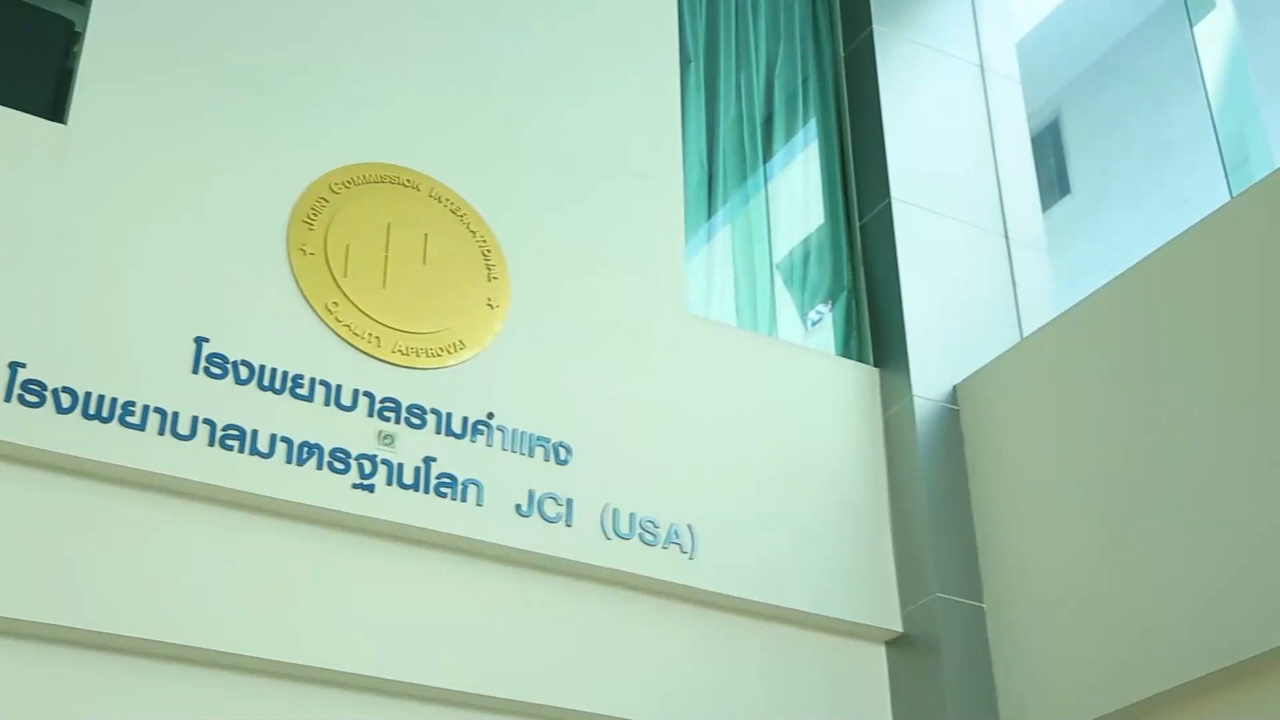 JOINT COMMISSION INTERNATIONAL
QUALITY APPROVAL
โรงพยาบาลรามคำแหง
โรงพยาบาลมาตรฐานโลก JCI (USA)